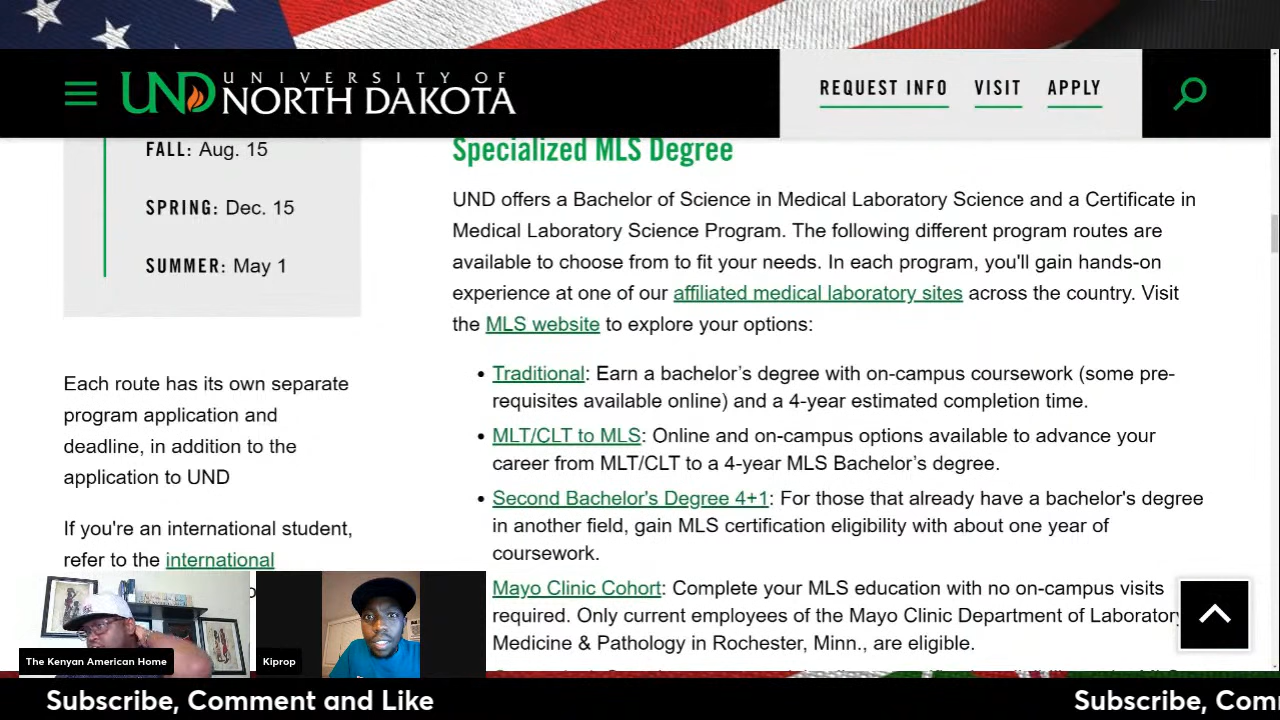 UND UNIVERSITY OF
NORTH DAKOTA
REQUEST INFO VISIT APPLY
FALL: Aug. 15
SPRING: Dec. 15
SUMMER: May 1
Each route has its own separate
program application and
deadline, in addition to the
application to UND
If you're an international student,
refer to the international
Specialized MLS Degree
UND offers a Bachelor of Science in Medical Laboratory Science and a Certificate in
Medical Laboratory Science Program. The following different program routes are
available to choose from to fit your needs. In each program, you'll gain hands-on
experience at one of our affiliated medical laboratory sites across the country. Visit
the MLS website to explore your options:
• Traditional: Earn a bachelor’s degree with on-campus coursework (some pre-
requisites available online) and a 4-year estimated completion time.
• MLT/CLT to MLS: Online and on-campus options available to advance your
career from MLT/CLT to a 4-year MLS Bachelor’s degree.
• Second Bachelor's Degree 4+1: For those that already have a bachelor's degree
in another field, gain MLS certification eligibility with about one year of
coursework.
Mayo Clinic Cohort: Complete your MLS education with no on-campus visits
required. Only current employees of the Mayo Clinic Department of Laboratory
Medicine & Pathology in Rochester, Minn., are eligible.
The Kenyan American Home
Kiprop
Subscribe, Comment and Like
Subscribe, Com